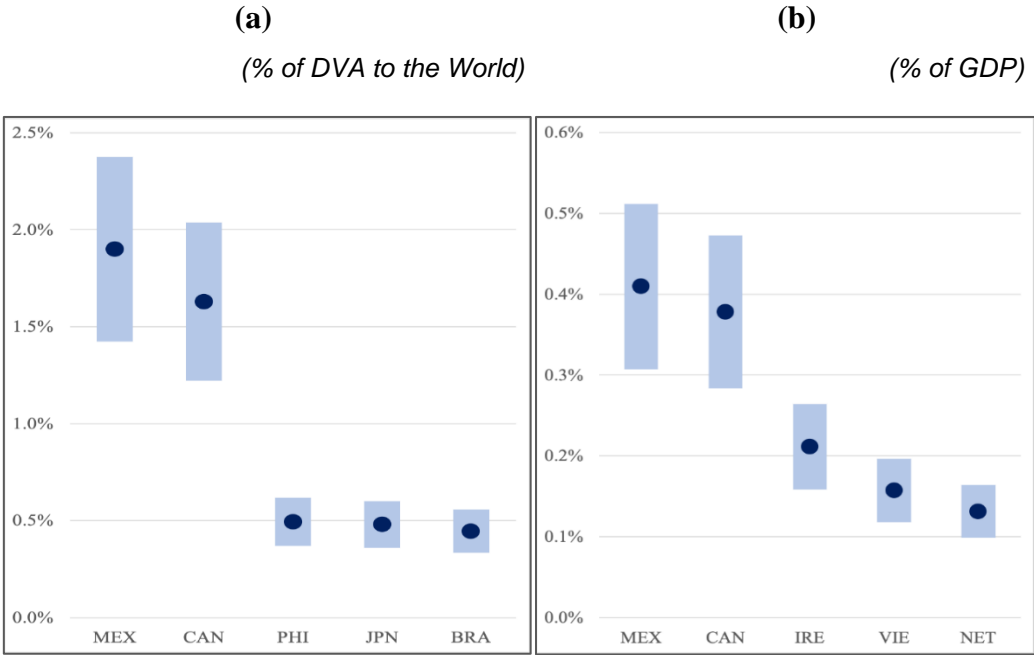 (a)
(% of DVA to the World)
2.5%
2.0%
1.5%
1.0%
0.5%
0.0%
MEX CAN PHI JPN BRA
(b)
(% of GDP)
0.6%
0.5%
0.4%
0.3%
0.2%
0.1%
0.0%
MEX CAN IRE VIE NET